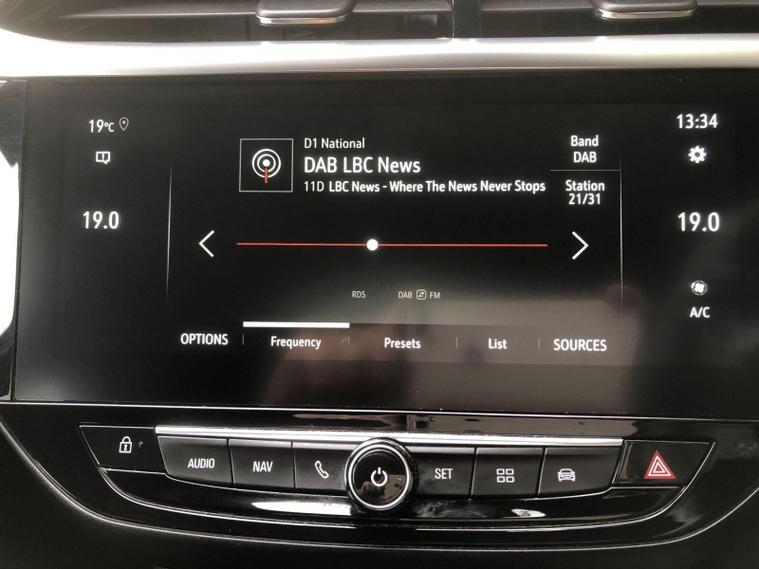 19°C
13:34
D1 National
DAB LBC News
11D LBC News - Where The News Never Stops
Band
DAB
Station
21/31
19.0
19.0
RDS
DAB FM
A/C
OPTIONS
Frequency
Presets
List
SOURCES
AUDIO
NAV
SET